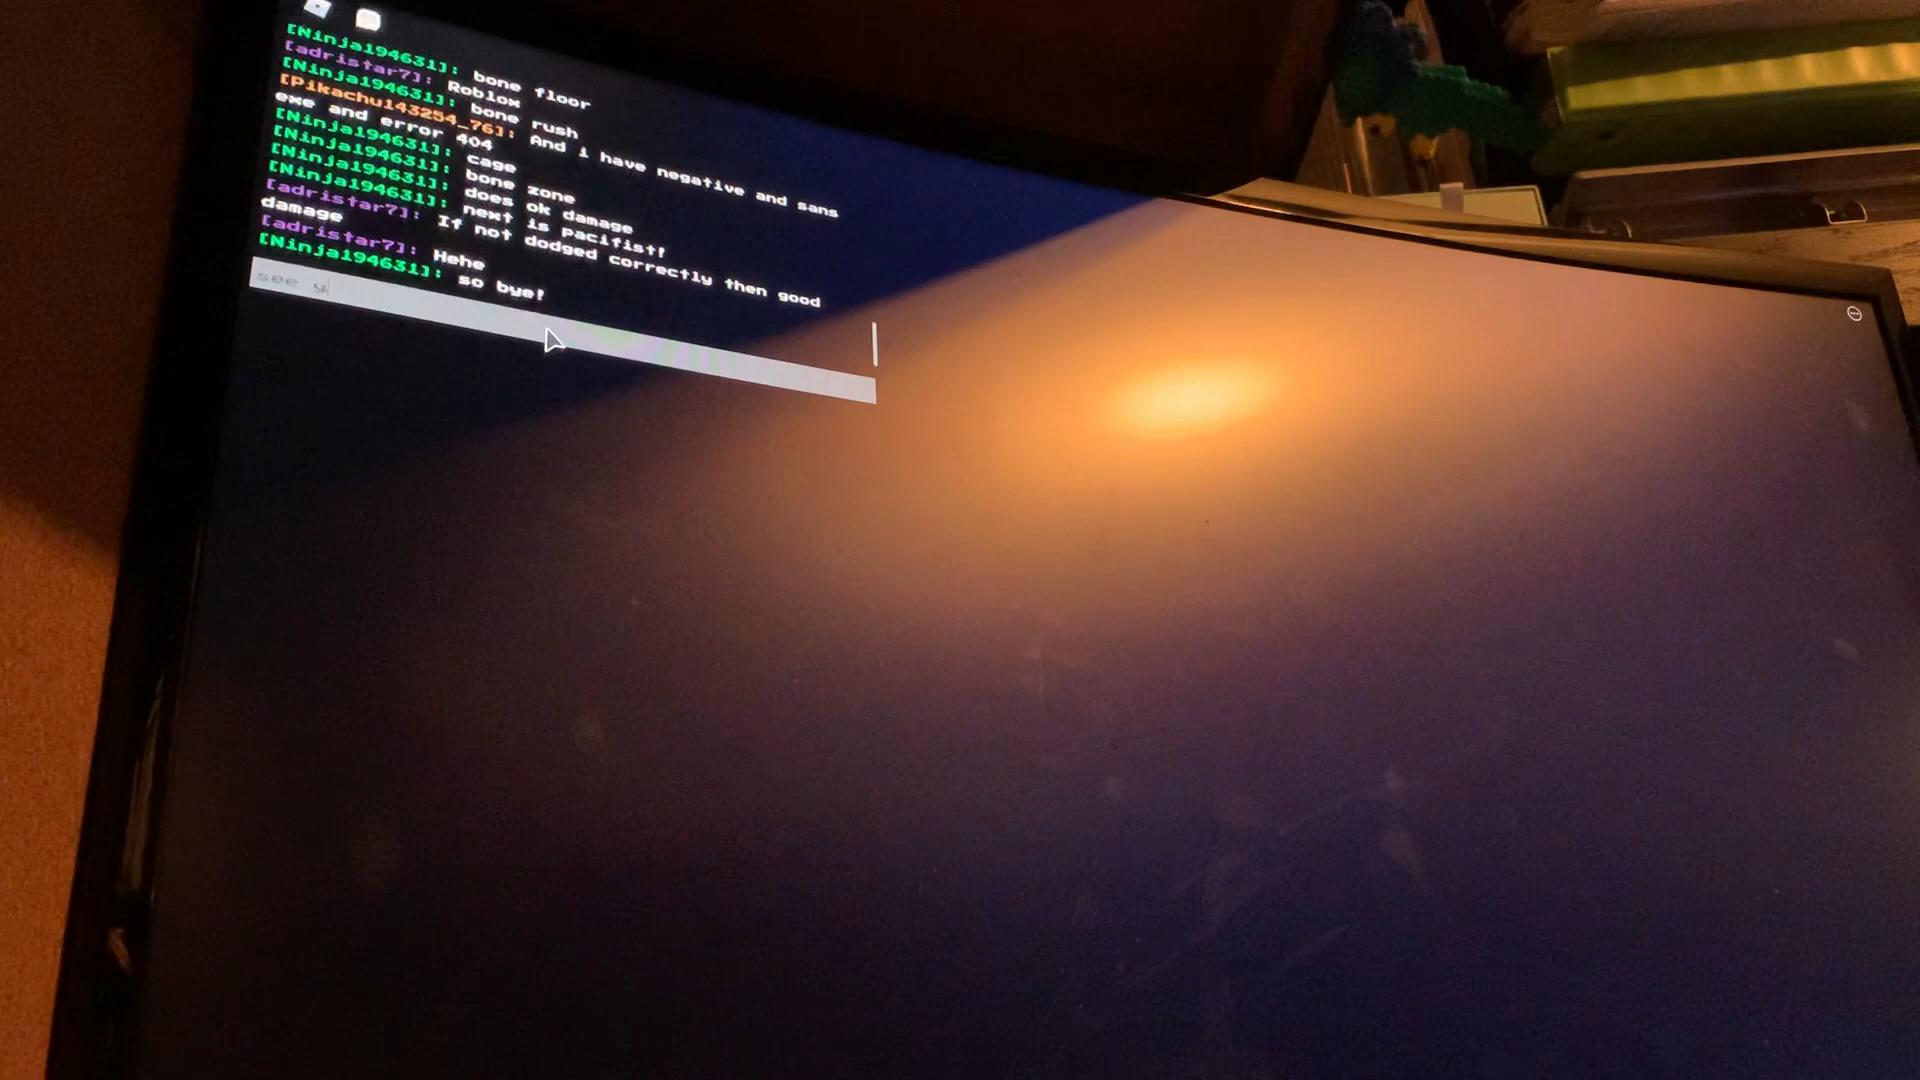 [Ninja194631]: bone floor
[adristar7]: Roblox
[Ninja194631]: bone rush
[Pikachu143254_76]: And i have negative and sans
exe and error 404
[Ninja194631]: cage
[Ninja194631]: bone zone
[Ninja194631]: does ok damage
[Ninja194631]: next is pacifist!
[adristar7]: If not dodged correctly then good
damage
[adristar7]: Hehe
[Ninja194631]: so bye!
see y